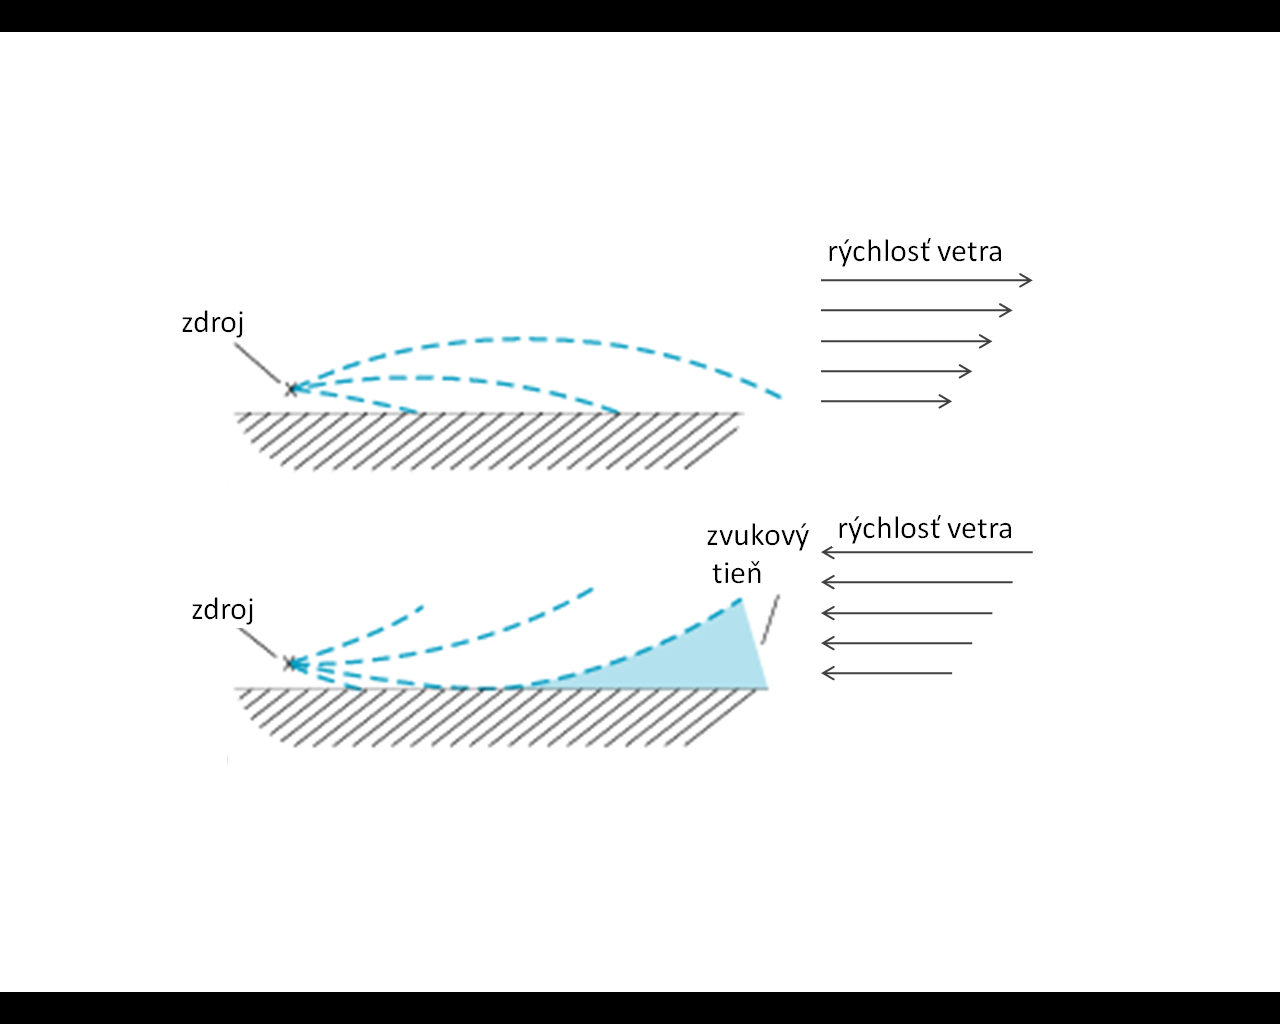 rýchlosť vetra
zdroj
zvukový
tieň
rýchlosť vetra
zdroj